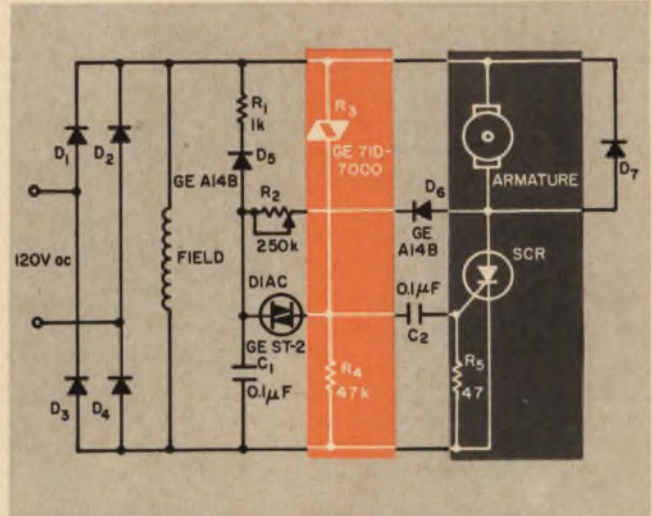 R₁
1k
D₁
D₂
D₅
GE A14B
R₂
250k
120V ac
FIELD
DIAC
GE ST-2
C₁
0.1μF
D₃
D₄
R₃
GE 71D-
7000
R₄
47k
D₆
GE
A14B
0.1μF
C₂
ARMATURE
D₇
SCR
R₅
47